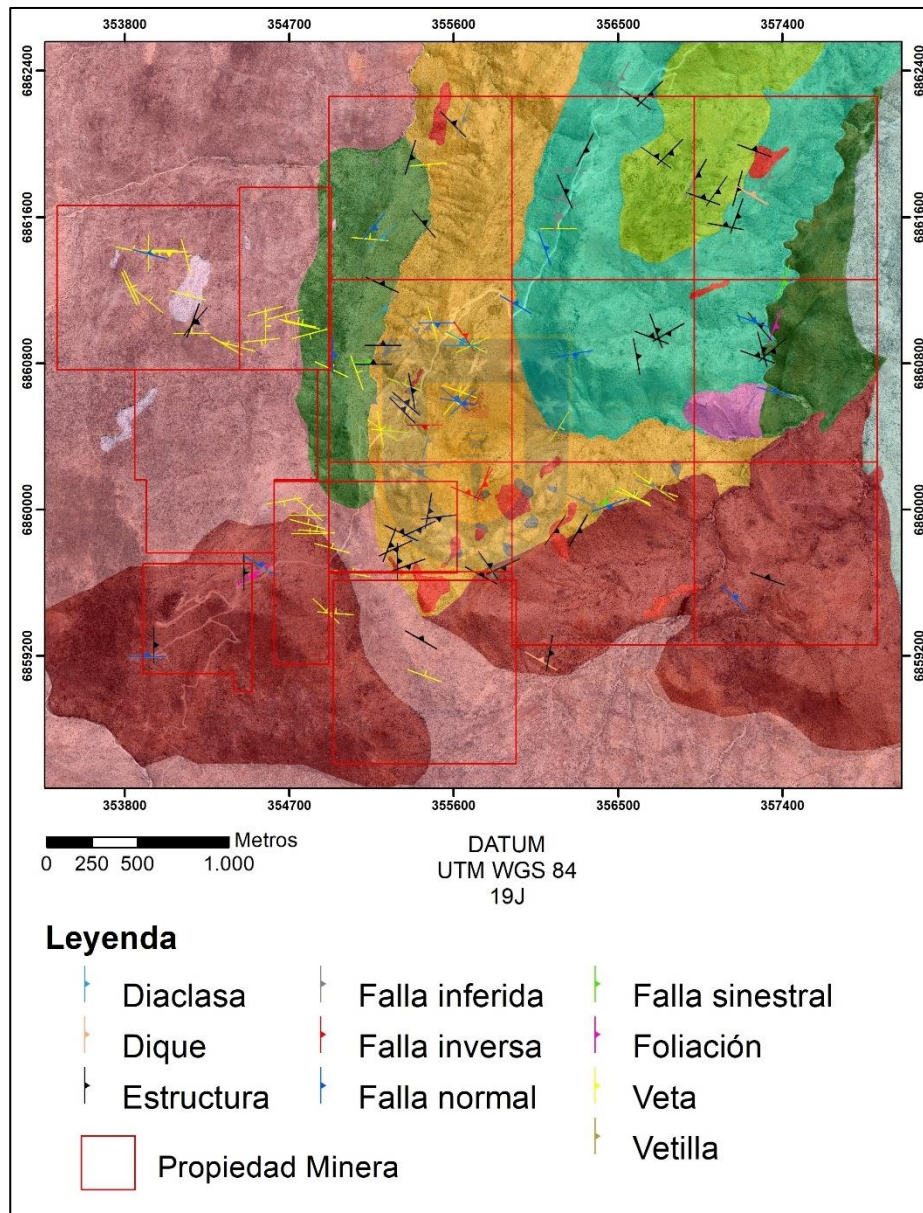 353800 354700 355600 356500 357400
6862400 6862400
6861600 6861600
6860800 6860800
6860000 6860000
6859200 6859200
353800 354700 355600 356500 357400
Metros
0 250 500 1.000
DATUM
UTM WGS 84
19J
Leyenda
Diaclasa Falla inferida Falla sinestral
Dique Falla inversa Foliación
Estructura Falla normal Veta
Vetilla
Propiedad Minera